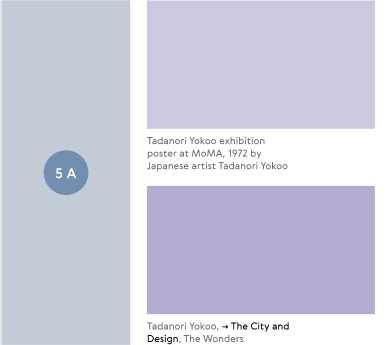 5 A
Tadanori Yokoo exhibition
poster at MoMA, 1972 by
Japanese artist Tadanori Yokoo
Tadanori Yokoo, → The City and
Design, The Wonders